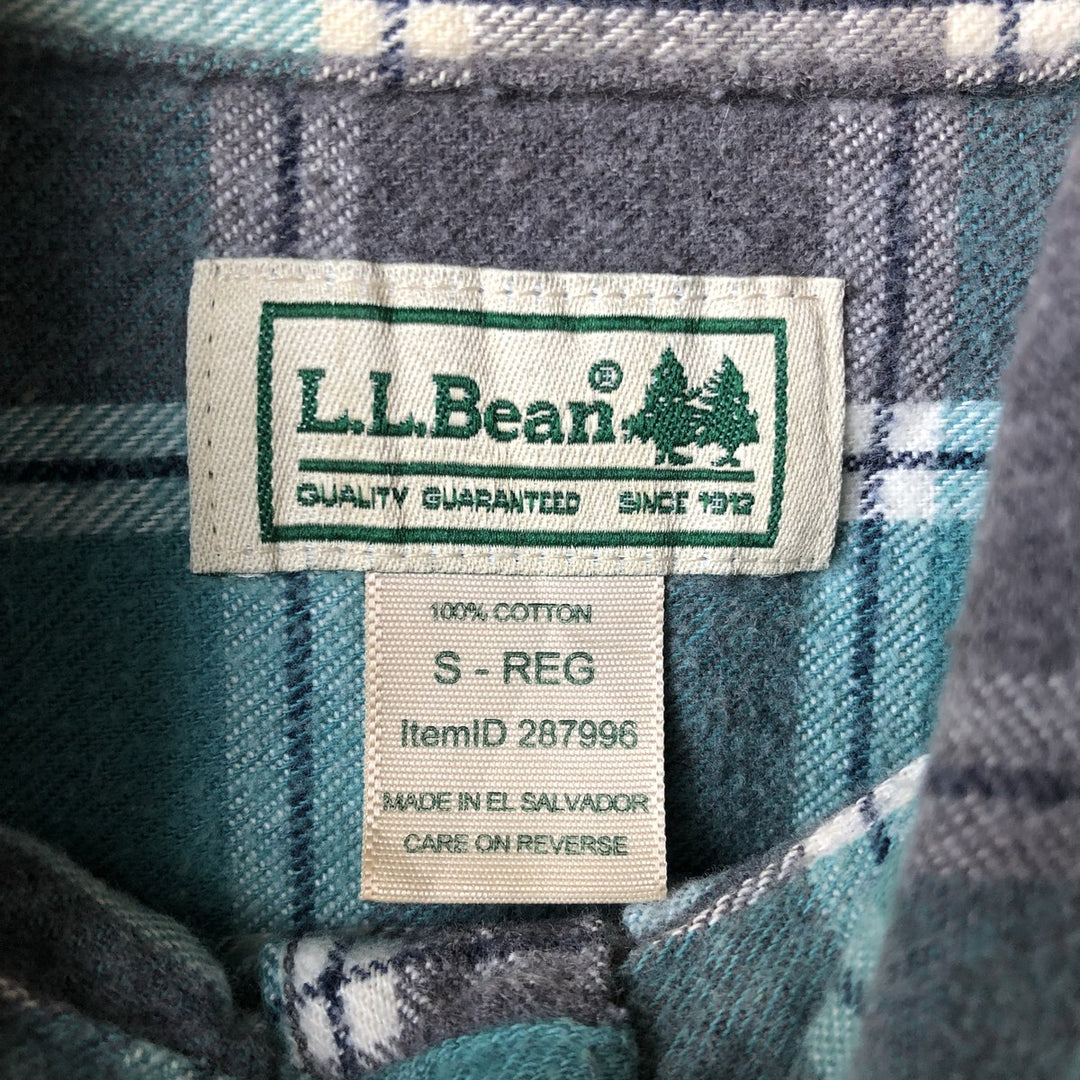 L.L.Bean®
QUALITY GUARANTEED SINCE 1912
100% COTTON
S - REG
ItemID 287996
MADE IN EL SALVADOR
CARE ON REVERSE